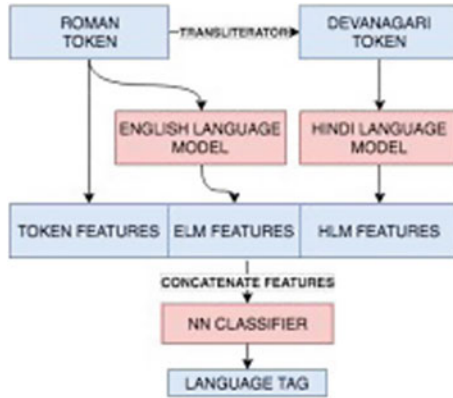 ROMAN
TOKEN
TRANSLITERATOR
DEVANAGARI
TOKEN
ENGLISH LANGUAGE
MODEL
HINDI LANGUAGE
MODEL
TOKEN FEATURES
ELM FEATURES
HLM FEATURES
CONCATENATE FEATURES
NN CLASSIFIER
LANGUAGE TAG